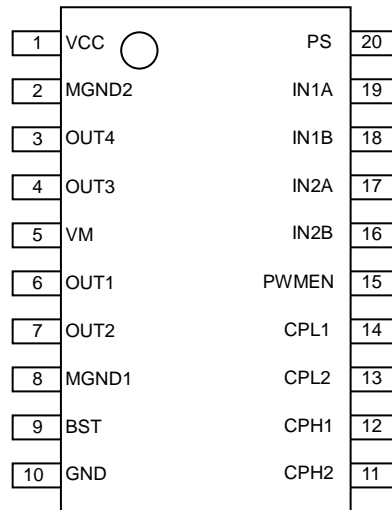 1 VCC PS 20
2 MGND2 IN1A 19
3 OUT4 IN1B 18
4 OUT3 IN2A 17
5 VM IN2B 16
6 OUT1 PWMEN 15
7 OUT2 CPL1 14
8 MGND1 CPL2 13
9 BST CPH1 12
10 GND CPH2 11